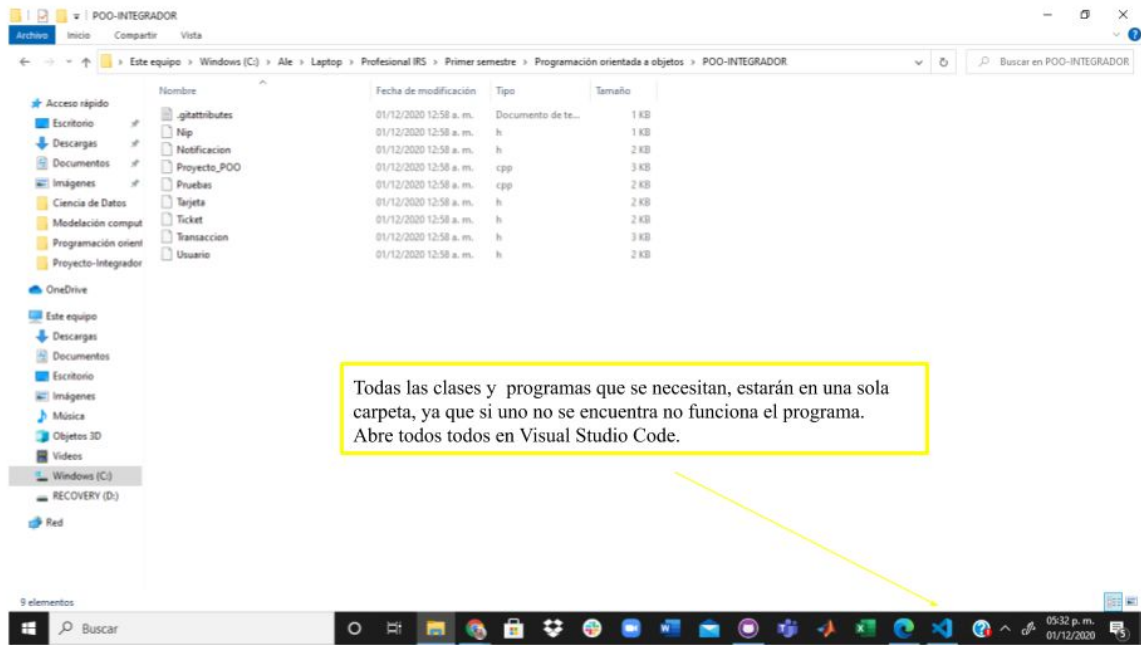 POO-INTEGRADOR
Archivo Inicio Compartir Vista
Este equipo > Windows (C:) > Ale > Laptop > Profesional IRS > Primer semestre > Programación orientada a objetos > POO-INTEGRADOR
Buscar en POO-INTEGRADOR
Nombre Fecha de modificación Tipo Tamaño
.gitattributes 01/12/2020 12:58 a. m. Documento de te... 1 KB
Nip 01/12/2020 12:58 a. m. h 1 KB
Notificacion 01/12/2020 12:58 a. m. h 2 KB
Proyecto_POO 01/12/2020 12:58 a. m. cpp 3 KB
Pruebas 01/12/2020 12:58 a. m. cpp 2 KB
Tarjeta 01/12/2020 12:58 a. m. h 2 KB
Ticket 01/12/2020 12:58 a. m. h 2 KB
Transaccion 01/12/2020 12:58 a. m. h 3 KB
Usuario 01/12/2020 12:58 a. m. h 2 KB
Acceso rápido
Escritorio
Descargas
Documentos
Imágenes
Ciencia de Datos
Modelación comput
Programación orient
Proyecto-Integrador
OneDrive
Este equipo
Descargas
Documentos
Escritorio
Imágenes
Música
Objetos 3D
Videos
Windows (C:)
RECOVERY (D:)
Red
Todas las clases y programas que se necesitan, estarán en una sola
carpeta, ya que si uno no se encuentra no funciona el programa.
Abre todos todos en Visual Studio Code.
9 elementos
Buscar
05:32 p. m.
01/12/2020